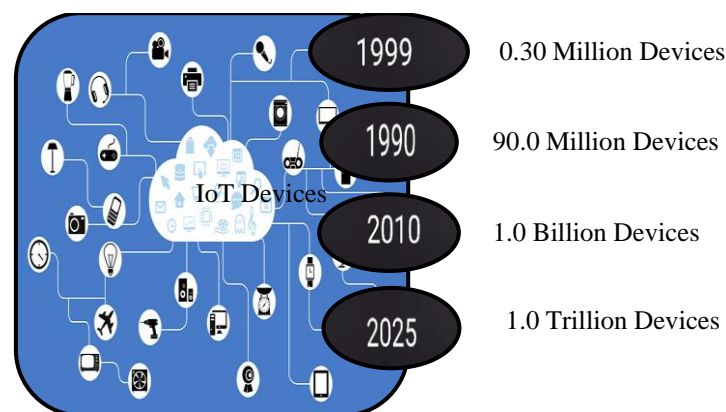 1999 0.30 Million Devices
1990 90.0 Million Devices
IoT Devices
2010 1.0 Billion Devices
2025 1.0 Trillion Devices